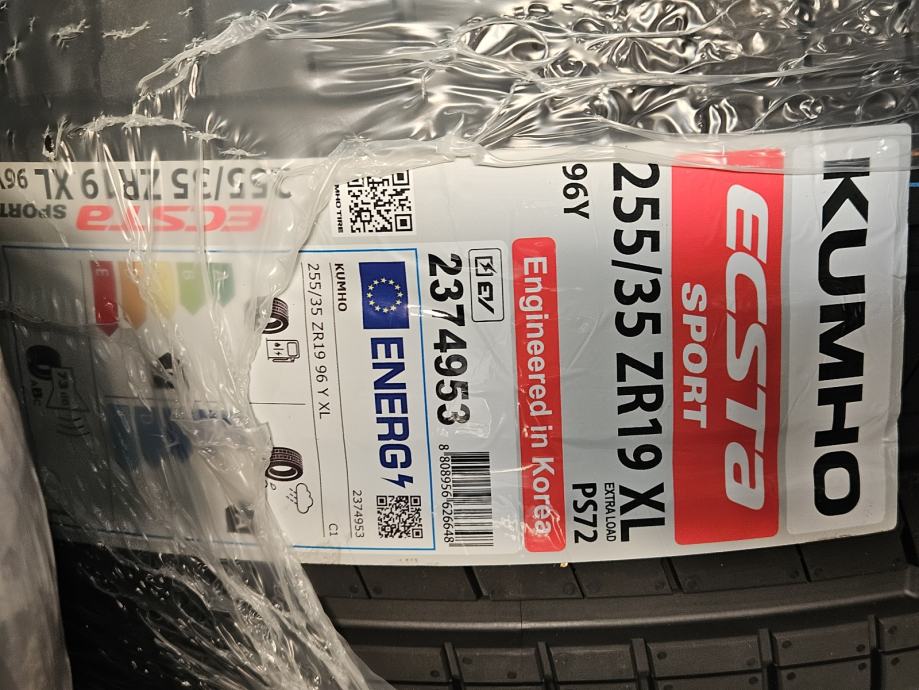 KUMHO
ECSTA
SPORT
255/35 ZR19 XL
EXTRA LOAD
96Y
PS72
Engineered in Korea
EV
2374953
8 808956 626648
ENERG
KUMHO
2374953
255/35 ZR19 96 Y XL
C1
255/35 ZR19 XL 96Y
ECSTA
SPORT